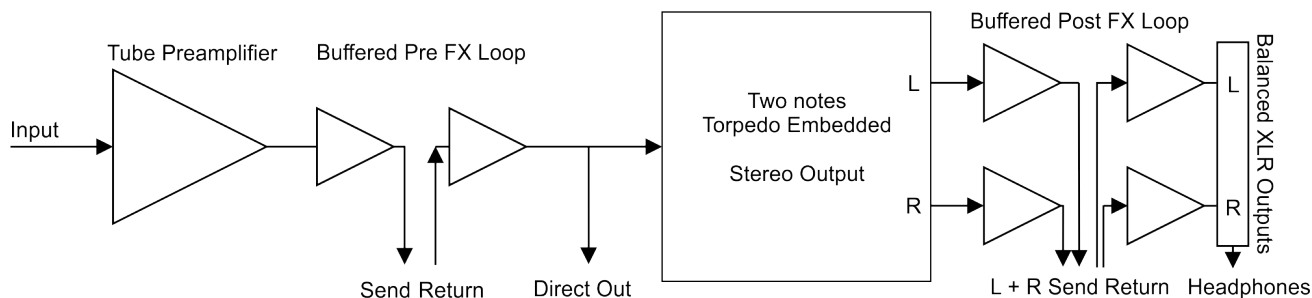 Tube Preamplifier
Buffered Pre FX Loop
Buffered Post FX Loop
Input
Two notes
Torpedo Embedded
Stereo Output
L
R
L
R
Balanced XLR Outputs
Send Return
Direct Out
L + R Send Return
Headphones